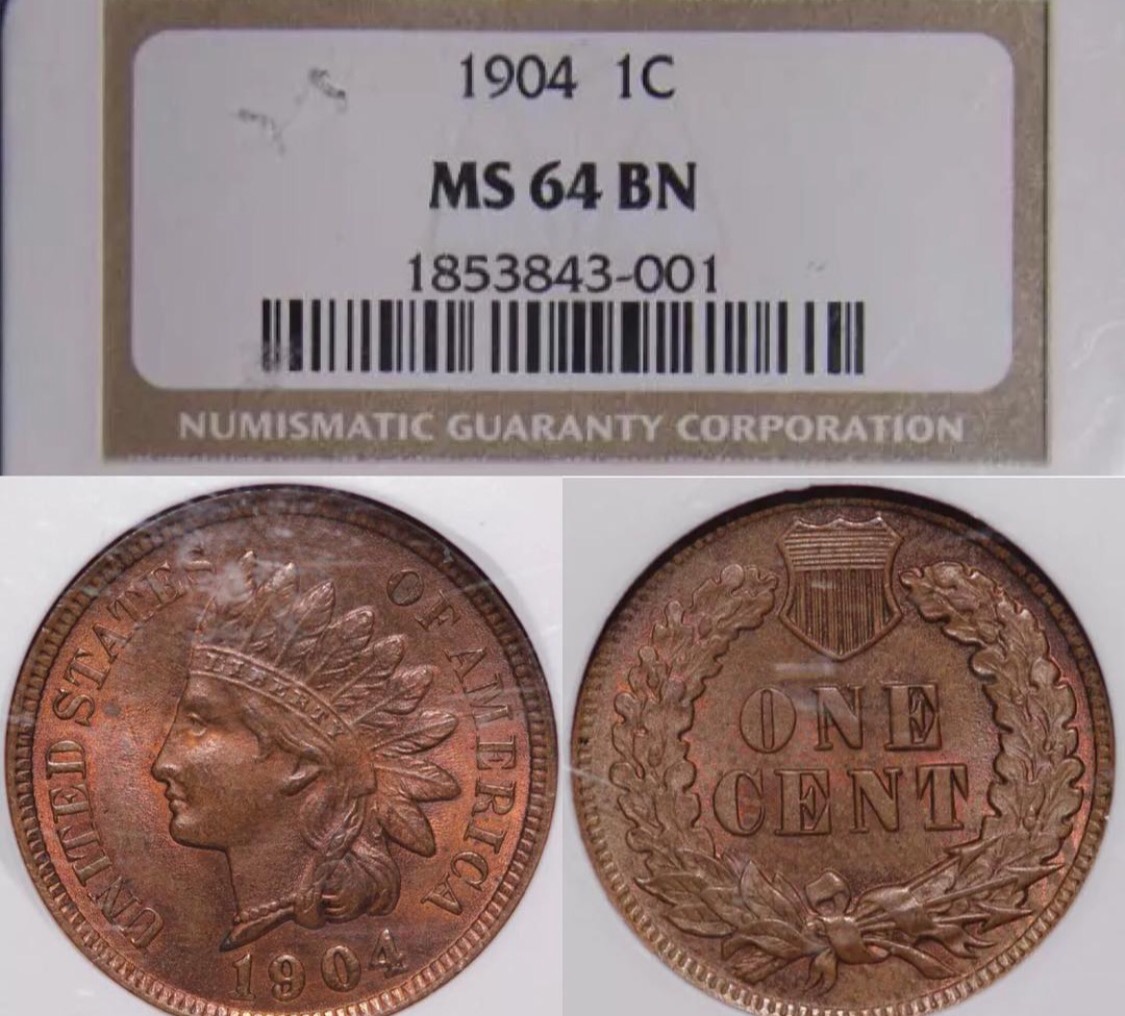 1904 1C
MS 64 BN
1853843-001
NUMISMATIC GUARANTY CORPORATION
UNITED STATES OF AMERICA
LIBERTY
1904
ONE
CENT